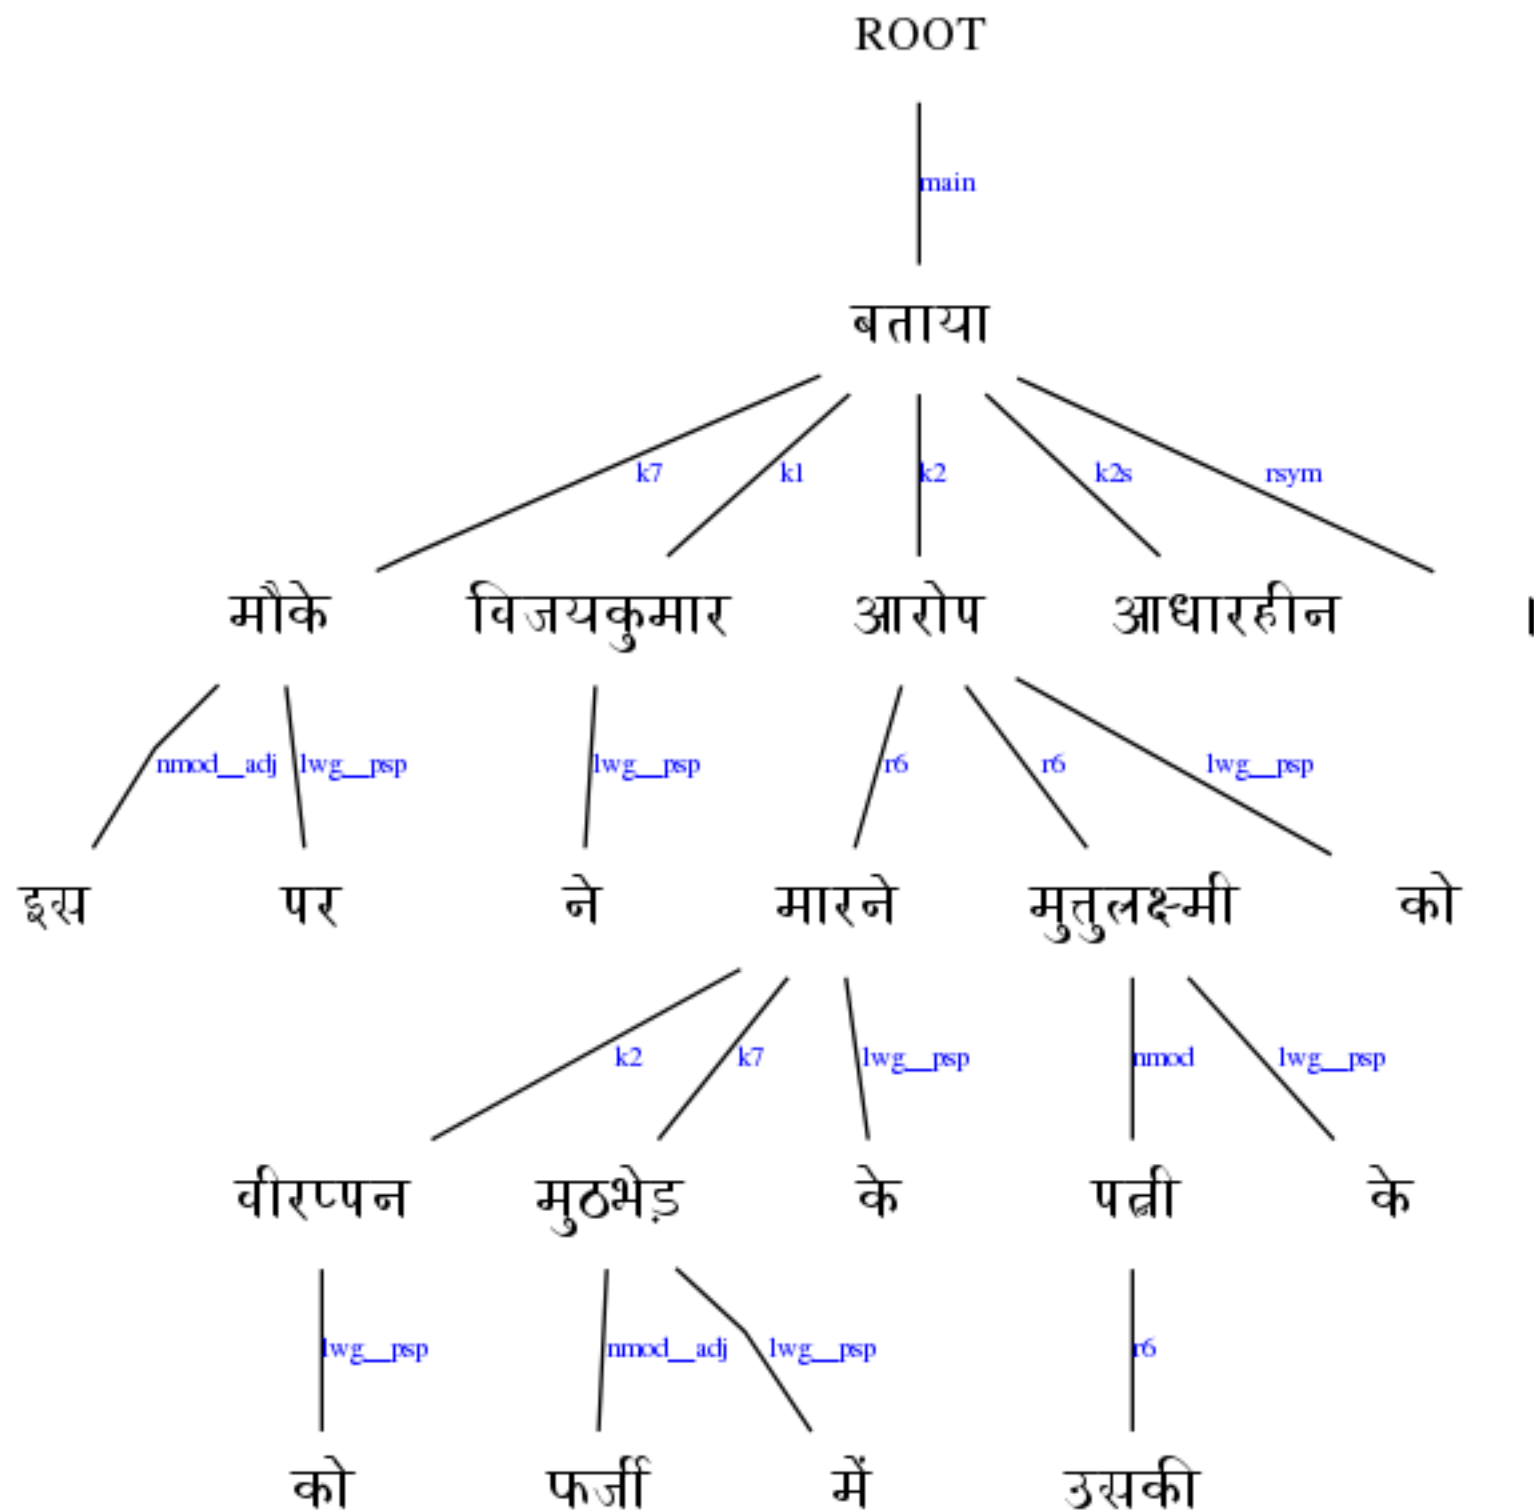 ROOT
main
बताया
k7 k1 k2 k2s rsym
मौके विजयकुमार आरोप आधारहीन ।
nmod__adj lwg__psp lwg__psp r6 r6 lwg__psp
इस पर ने मारने मुत्तुलक्ष्मी को
k2 k7 lwg__psp nmod lwg__psp
वीरप्पन मुठभेड़ के पत्नी के
lwg__psp nmod__adj lwg__psp r6
को फर्जी में उसकी